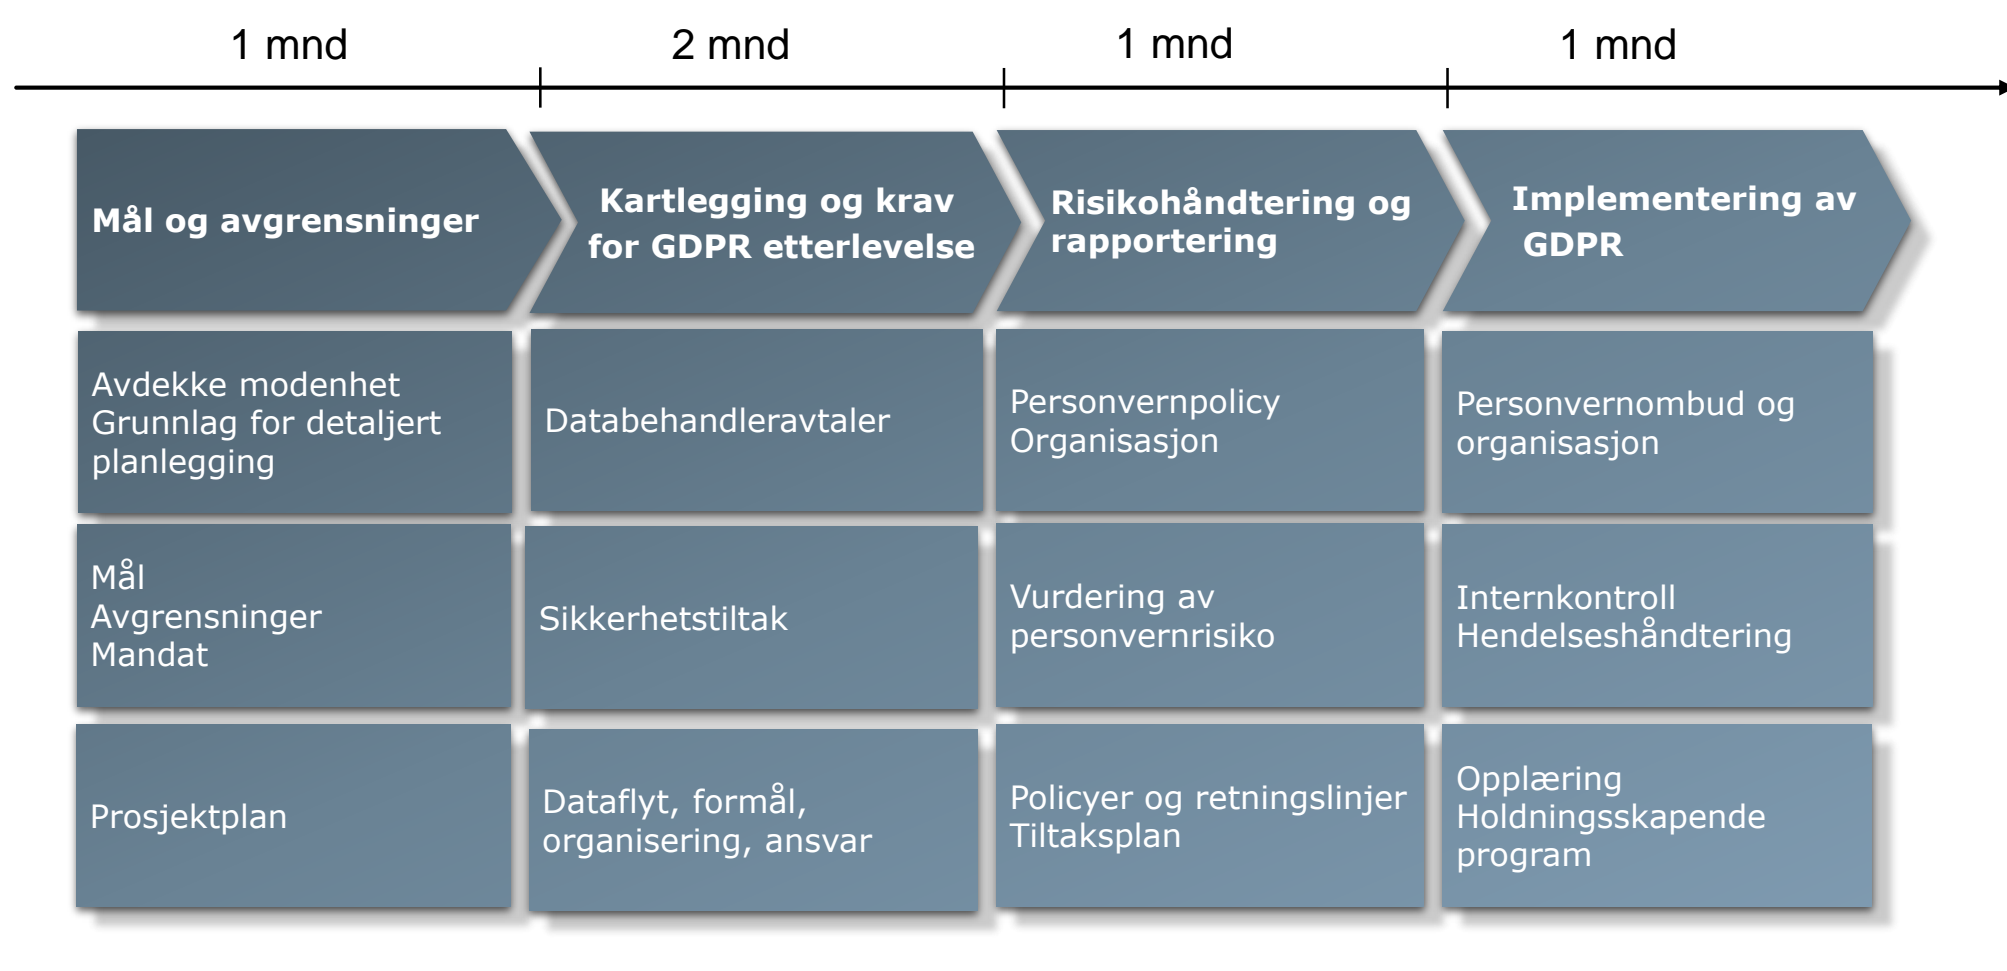 1 mnd
2 mnd
1 mnd
1 mnd
Mål og avgrensninger
Kartlegging og krav
for GDPR etterlevelse
Risikohåndtering og
rapportering
Implementering av
GDPR
Avdekke modenhet
Grunnlag for detaljert
planlegging
Databehandleravtaler
Personvernpolicy
Organisasjon
Personvernombud og
organisasjon
Mål
Avgrensninger
Mandat
Sikkerhetstiltak
Vurdering av
personvernrisiko
Internkontroll
Hendelseshåndtering
Prosjektplan
Dataflyt, formål,
organisering, ansvar
Policyer og retningslinjer
Tiltaksplan
Opplæring
Holdningsskapende
program